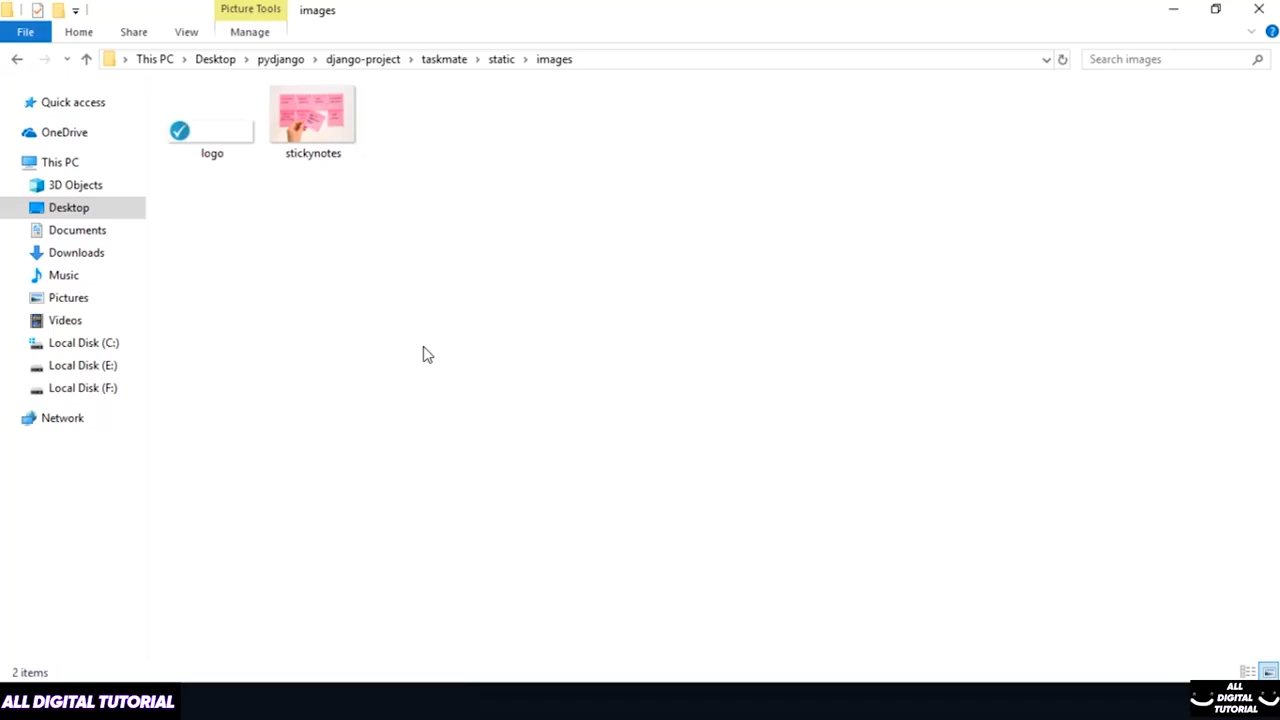 Picture Tools
images
File
Home
Share
View
Manage
This PC
Desktop
pydjango
django-project
taskmate
static
images
Search images
Quick access
OneDrive
This PC
3D Objects
Desktop
Documents
Downloads
Music
Pictures
Videos
Local Disk (C:)
Local Disk (E:)
Local Disk (F:)
Network
logo
stickynotes
2 items
ALL DIGITAL TUTORIAL
ALL
DIGITAL
TUTORIAL